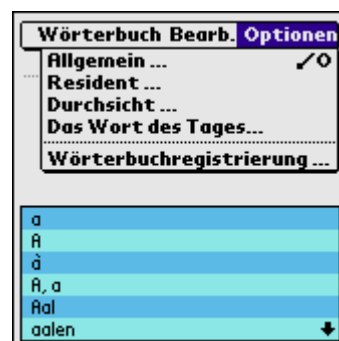 Wörterbuch Bearb. Optionen
Allgemein ... /O
Resident ...
Durchsicht ...
Das Wort des Tages...
Wörterbuchregistrierung ...
a
A
à
A, a
Aal
aalen